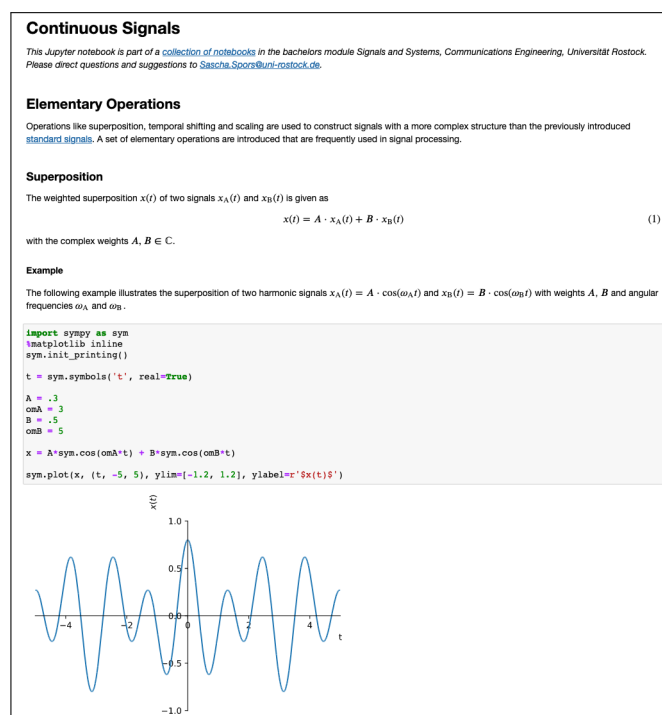 Continuous Signals
This Jupyter notebook is part of a collection of notebooks in the bachelors module Signals and Systems, Communications Engineering, Universität Rostock.
Please direct questions and suggestions to Sascha.Spors@uni-rostock.de.
Elementary Operations
Operations like superposition, temporal shifting and scaling are used to construct signals with a more complex structure than the previously introduced
standard signals. A set of elementary operations are introduced that are frequently used in signal processing.
Superposition
The weighted superposition x(t) of two signals x_A(t) and x_B(t) is given as
x(t) = A · x_A(t) + B · x_B(t) (1)
with the complex weights A, B ∈ ℂ.
Example
The following example illustrates the superposition of two harmonic signals x_A(t) = A · cos(ω_A t) and x_B(t) = B · cos(ω_B t) with weights A, B and angular
frequencies ω_A and ω_B.
import sympy as sym
%matplotlib inline
sym.init_printing()
t = sym.symbols('t', real=True)
A = .3
omA = 3
B = .5
omB = 5
x = A*sym.cos(omA*t) + B*sym.cos(omB*t)
sym.plot(x, (t, -5, 5), ylim=[-1.2, 1.2], ylabel=r'$x(t)$')
x(t)
1.0
0.5
0.0
−4 −2 0 2 4
t
−0.5
−1.0